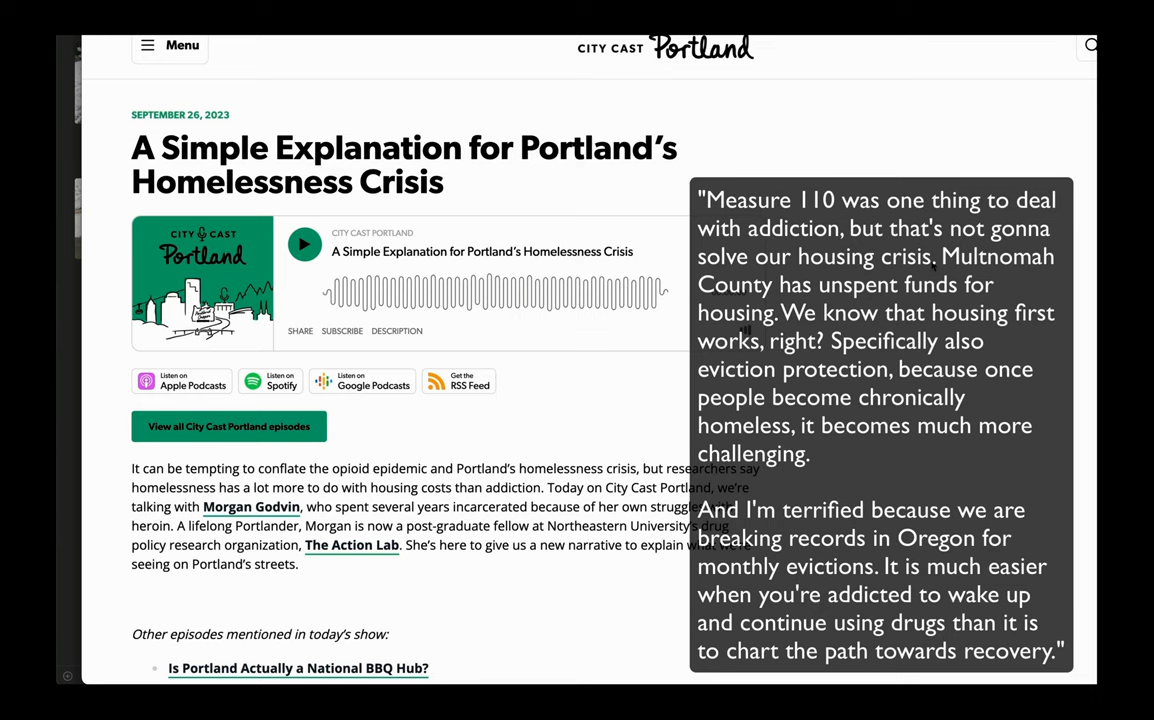 Menu
CITY CAST Portland
SEPTEMBER 26, 2023
A Simple Explanation for Portland's
Homelessness Crisis
CITY CAST
Portland
CITY CAST PORTLAND
A Simple Explanation for Portland's Homelessness Crisis
SHARE SUBSCRIBE DESCRIPTION
Listen on
Apple Podcasts
Listen on
Spotify
Listen on
Google Podcasts
Get the
RSS Feed
View all City Cast Portland episodes
It can be tempting to conflate the opioid epidemic and Portland's homelessness crisis, but researchers say
homelessness has a lot more to do with housing costs than addiction. Today on City Cast Portland, we're
talking with Morgan Godvin, who spent several years incarcerated because of her own struggles with
heroin. A lifelong Portlander, Morgan is now a post-graduate fellow at Northeastern University's drug
policy research organization, The Action Lab. She's here to give us a new narrative to explain what we're
seeing on Portland's streets.
Other episodes mentioned in today's show:
Is Portland Actually a National BBQ Hub?
"Measure 110 was one thing to deal
with addiction, but that's not gonna
solve our housing crisis. Multnomah
County has unspent funds for
housing. We know that housing first
works, right? Specifically also
eviction protection, because once
people become chronically
homeless, it becomes much more
challenging.
And I'm terrified because we are
breaking records in Oregon for
monthly evictions. It is much easier
when you're addicted to wake up
and continue using drugs than it is
to chart the path towards recovery."